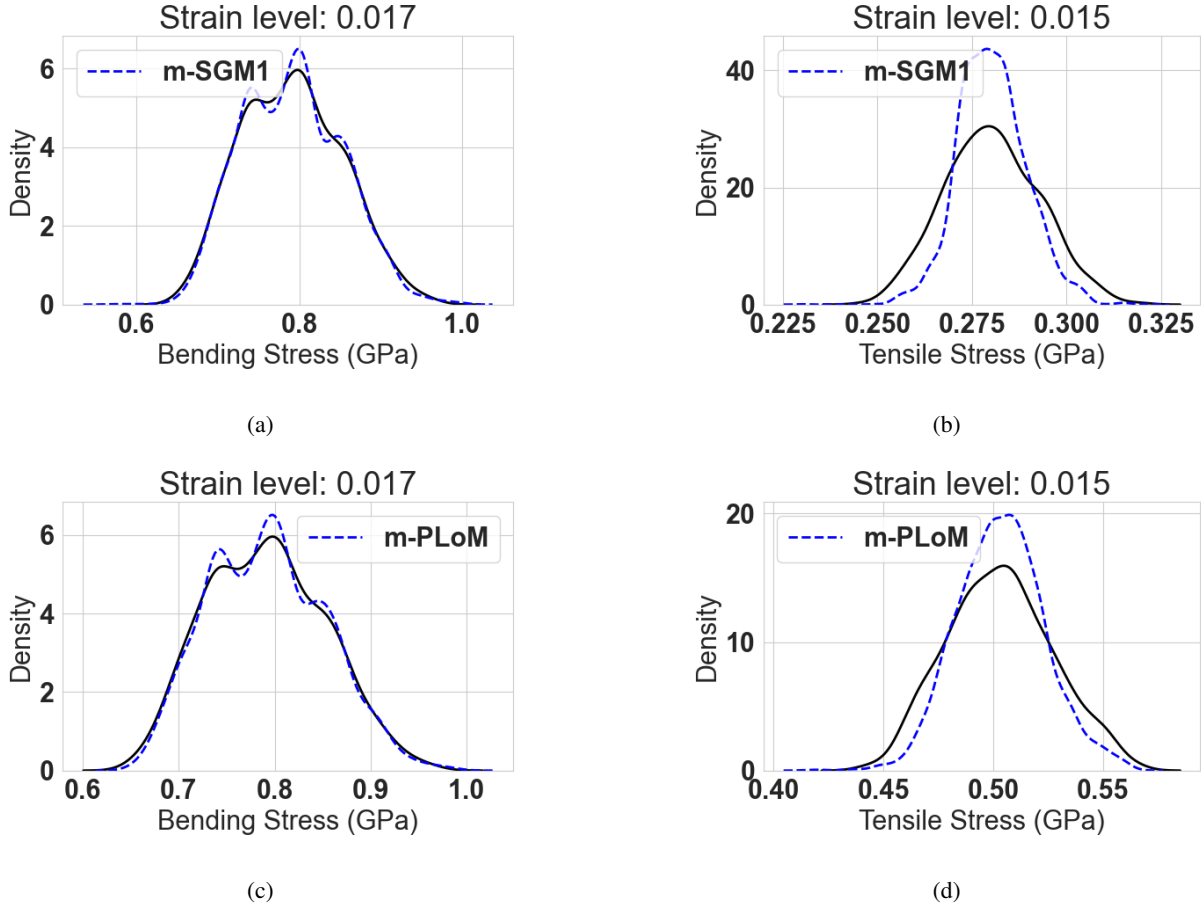 Strain level: 0.017
6
4
2
0
Density
m-SGM1
0.6
0.8
1.0
Bending Stress (GPa)
(a)
Strain level: 0.015
40
20
0
Density
m-SGM1
0.225
0.250
0.275
0.300
0.325
Tensile Stress (GPa)
(b)
Strain level: 0.017
6
4
2
0
Density
m-PLoM
0.6
0.7
0.8
0.9
1.0
Bending Stress (GPa)
(c)
Strain level: 0.015
20
10
0
Density
m-PLoM
0.40
0.45
0.50
0.55
Tensile Stress (GPa)
(d)